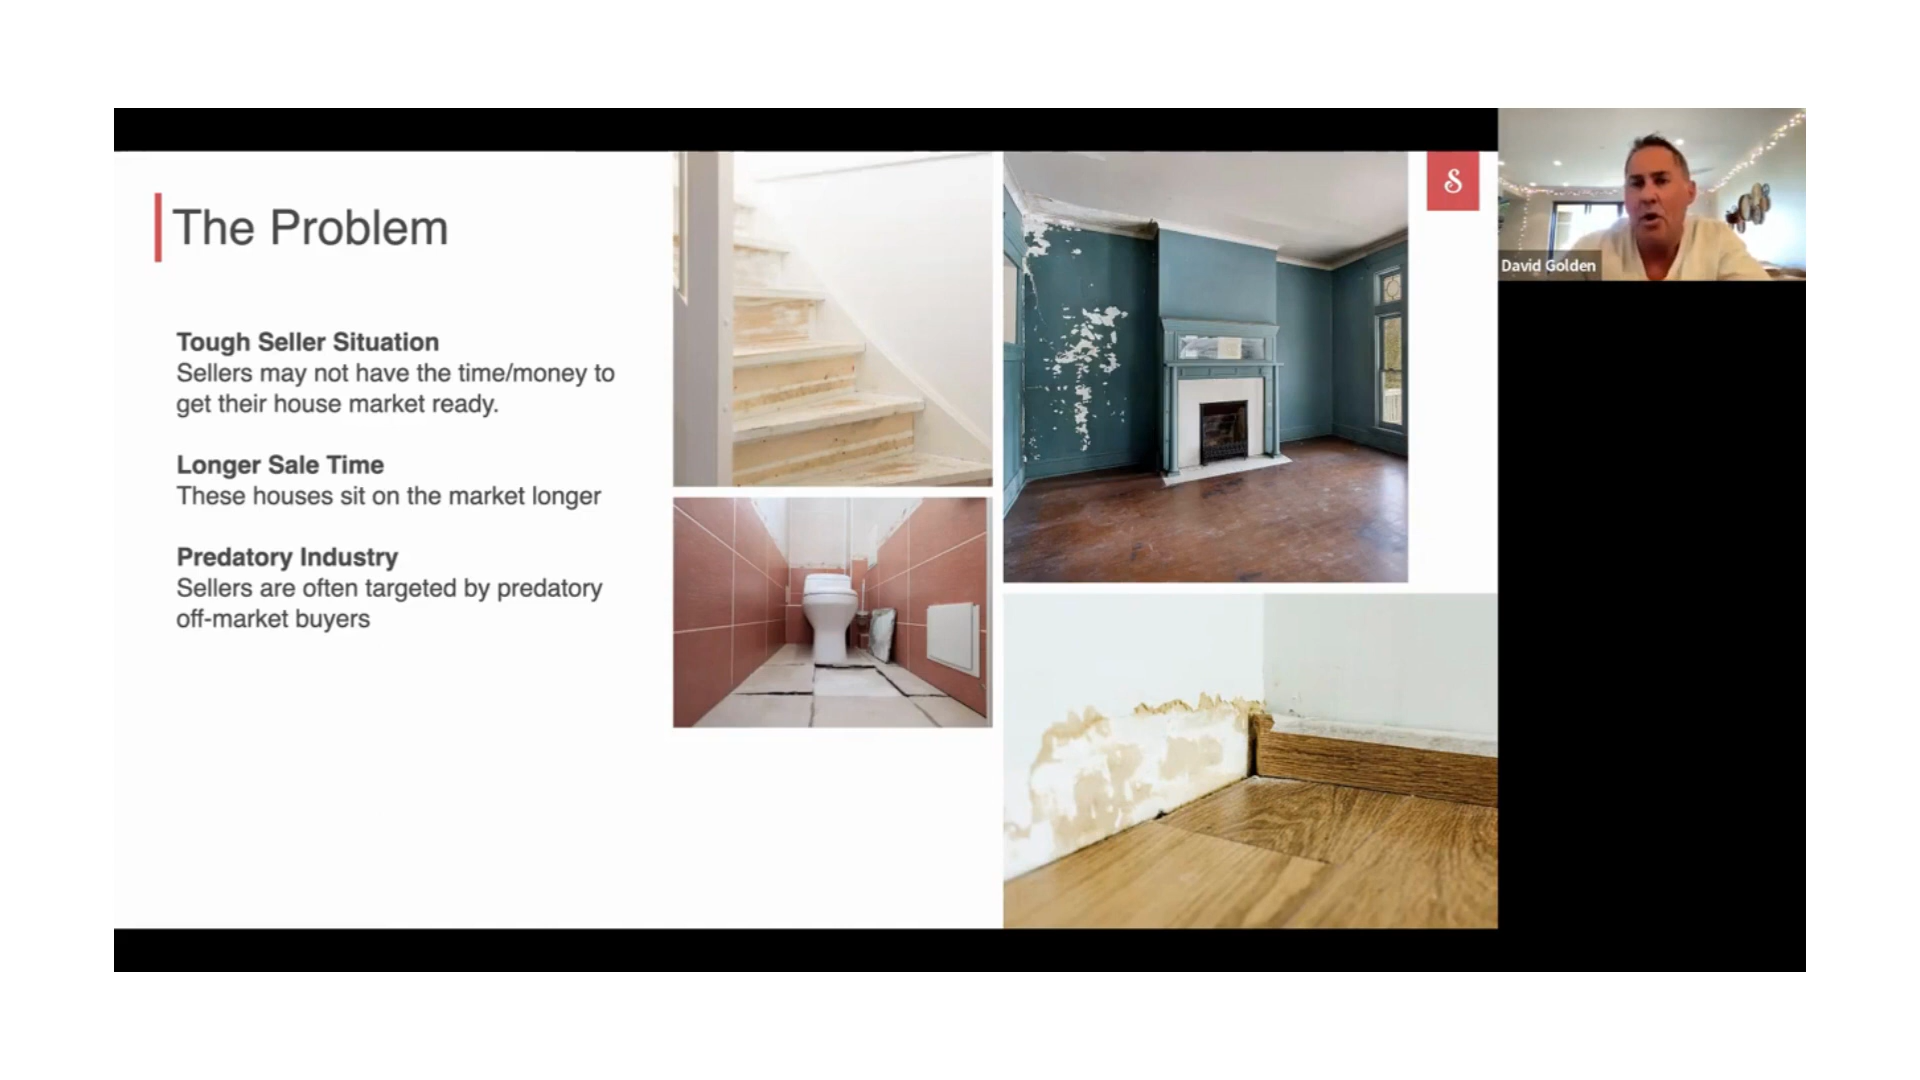 The Problem
Tough Seller Situation
Sellers may not have the time/money to
get their house market ready.
Longer Sale Time
These houses sit on the market longer
Predatory Industry
Sellers are often targeted by predatory
off-market buyers
S
David Golden